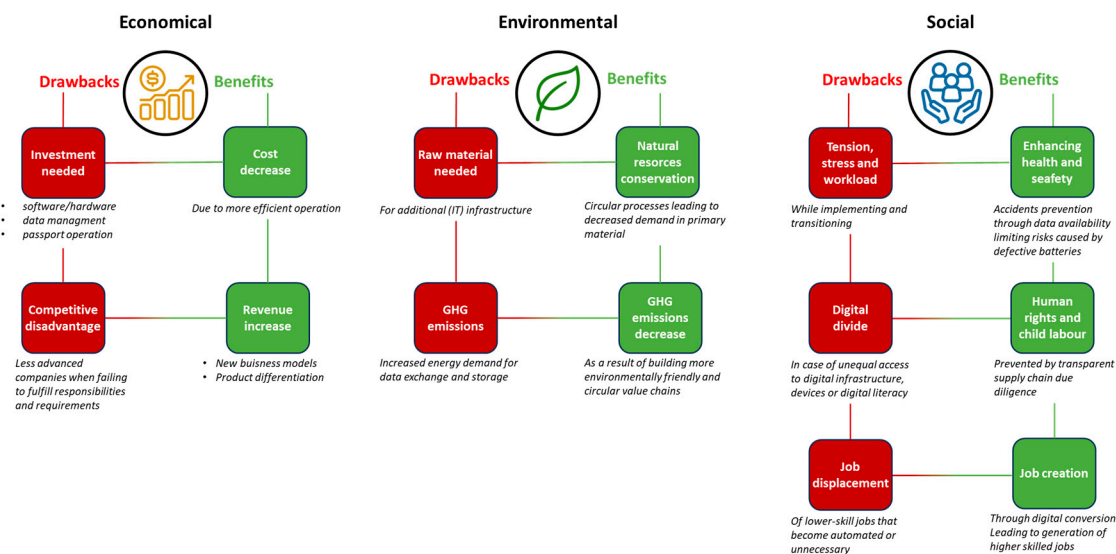 Economical
Drawbacks
Benefits
Investment
needed
• software/hardware
• data managment
• passport operation
Cost
decrease
Due to more efficient operation
Competitive
disadvantage
Less advanced
companies when failing
to fulfill responsibilities
and requirements
Revenue
increase
• New buisness models
• Product differentiation
Environmental
Drawbacks
Benefits
Raw material
needed
For additional (IT) infrastructure
Natural
resorces
conservation
Circular processes leading to
decreased demand in primary
material
GHG
emissions
Increased energy demand for
data exchange and storage
GHG
emissions
decrease
As a result of building more
environmentally friendly and
circular value chains
Social
Drawbacks
Benefits
Tension,
stress and
workload
While implementing and
transitioning
Enhancing
health and
seafety
Accidents prevention
through data availability
limiting risks caused by
defective batteries
Digital
divide
In case of unequal access
to digital infrastructure,
devices or digital literacy
Human
rights and
child labour
Prevented by transparent
supply chain due
diligence
Job
displacement
Of lower-skill jobs that
become automated or
unnecessary
Job creation
Through digital conversion
Leading to generation of
higher skilled jobs